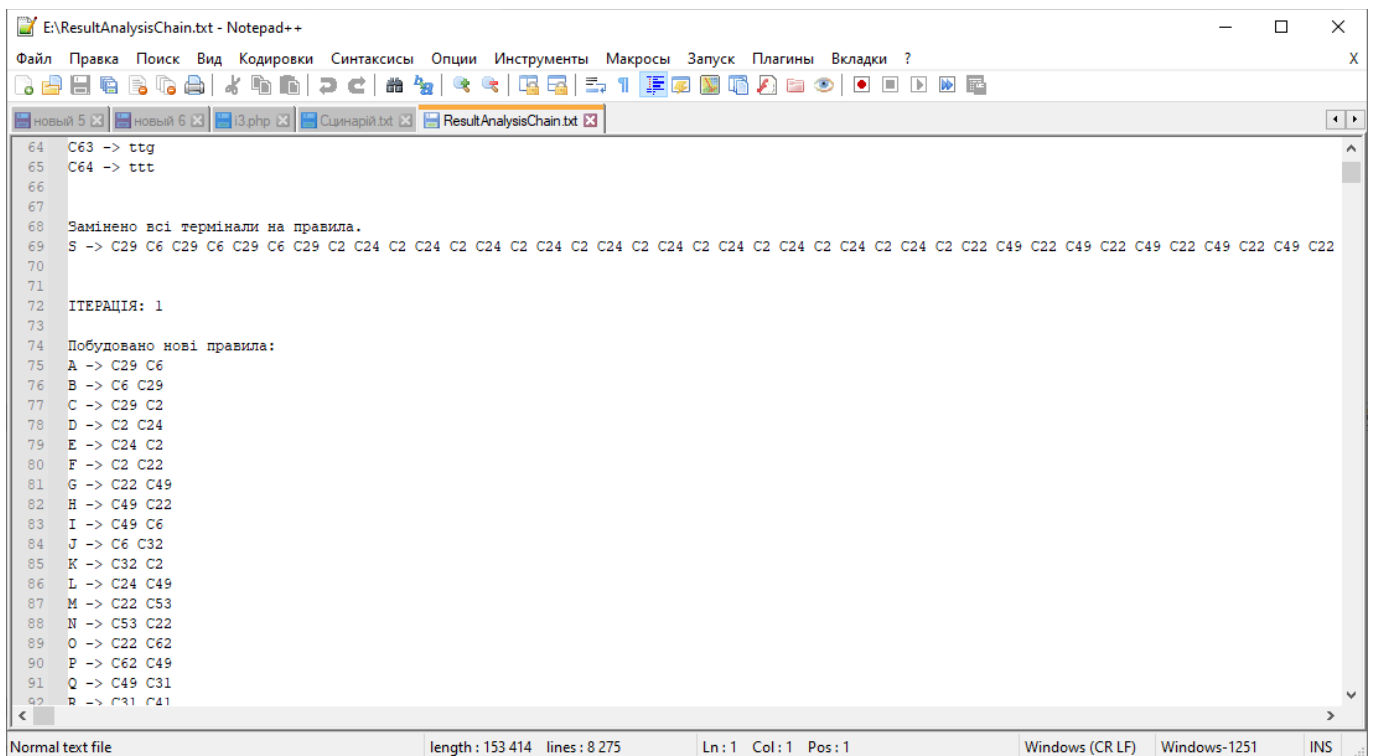 E:\ResultAnalysisChain.txt - Notepad++
Файл Правка Поиск Вид Кодировки Синтаксисы Опции Инструменты Макросы Запуск Плагины Вкладки ? X
новый 5 новый 6 i3.php Сцинарій.txt ResultAnalysisChain.txt
64 C63 -> ttg
65 C64 -> ttt
66
67
68 Замінено всі термінали на правила.
69 S -> C29 C6 C29 C6 C29 C6 C29 C2 C24 C2 C24 C2 C24 C2 C24 C2 C24 C2 C24 C2 C24 C2 C24 C2 C24 C2 C24 C2 C22 C49 C22 C49 C22 C49 C22 C49 C22 C49 C22
70
71
72 ІТЕРАЦІЯ: 1
73
74 Побудовано нові правила:
75 A -> C29 C6
76 B -> C6 C29
77 C -> C29 C2
78 D -> C2 C24
79 E -> C24 C2
80 F -> C2 C22
81 G -> C22 C49
82 H -> C49 C22
83 I -> C49 C6
84 J -> C6 C32
85 K -> C32 C2
86 L -> C24 C49
87 M -> C22 C53
88 N -> C53 C22
89 O -> C22 C62
90 P -> C62 C49
91 Q -> C49 C31
92 R -> C31 C41
Normal text file length : 153 414 lines : 8 275 Ln : 1 Col : 1 Pos : 1 Windows (CR LF) Windows-1251 INS